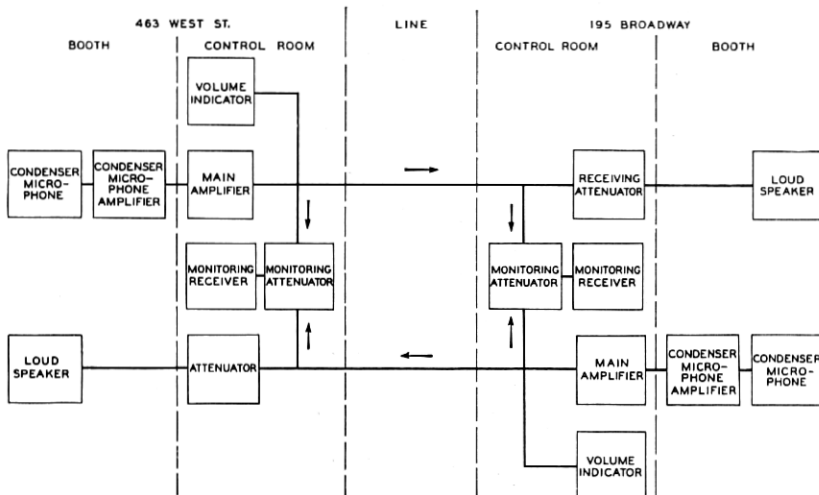 463 WEST ST.
LINE
195 BROADWAY
BOOTH
CONTROL ROOM
CONTROL ROOM
BOOTH
VOLUME
INDICATOR
CONDENSER
MICRO-
PHONE
CONDENSER
MICRO-
PHONE
AMPLIFIER
MAIN
AMPLIFIER
RECEIVING
ATTENUATOR
LOUD
SPEAKER
MONITORING
RECEIVER
MONITORING
ATTENUATOR
MONITORING
ATTENUATOR
MONITORING
RECEIVER
LOUD
SPEAKER
ATTENUATOR
MAIN
AMPLIFIER
CONDENSER
MICRO-
PHONE
AMPLIFIER
CONDENSER
MICRO-
PHONE
VOLUME
INDICATOR